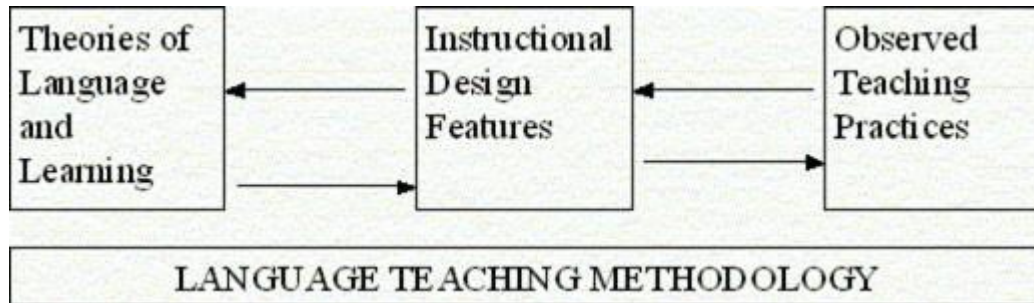 Theories of
Language
and
Learning
Instructional
Design
Features
Observed
Teaching
Practices
LANGUAGE TEACHING METHODOLOGY